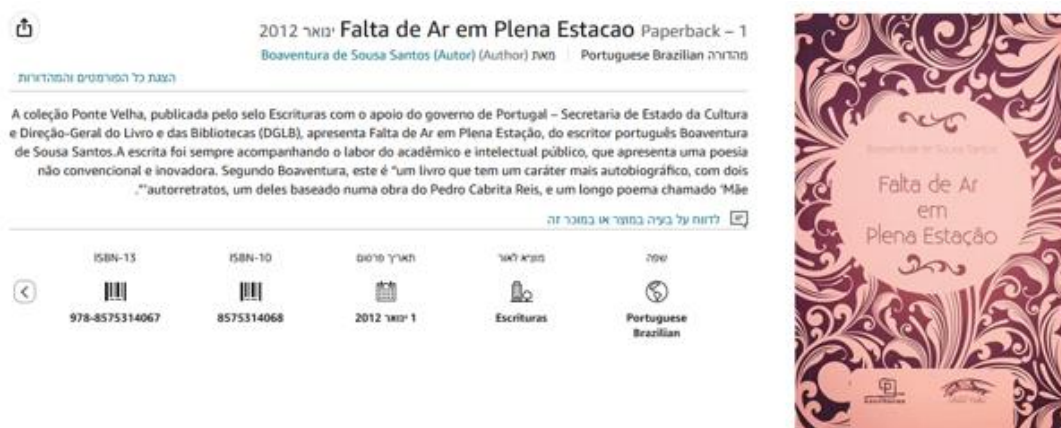 Falta de Ar em Plena Estacao Paperback – 1 ינואר 2012
מהדורה Portuguese Brazilian | מאת Boaventura de Sousa Santos (Autor) (Author)
הצגת כל הפורמטים והמהדורות
A coleção Ponte Velha, publicada pelo selo Escrituras com o apoio do governo de Portugal – Secretaria de Estado da Cultura
e Direção-Geral do Livro e das Bibliotecas (DGLB), apresenta Falta de Ar em Plena Estação, do escritor português Boaventura
de Sousa Santos.A escrita foi sempre acompanhando o labor do acadêmico e intelectual público, que apresenta uma poesia
não convencional e inovadora. Segundo Boaventura, este é "um livro que tem um caráter mais autobiográfico, com dois
."'autorretratos, um deles baseado numa obra do Pedro Cabrita Reis, e um longo poema chamado 'Mãe
לדווח על בעיה במוצר או במוכר זה
שפה
Portuguese
Brazilian
מוציא לאור
Escrituras
תאריך פרסום
1 ינואר 2012
ISBN-10
8575314068
ISBN-13
978-8575314067
Boaventura de Sousa Santos
Falta de Ar
em
Plena Estação